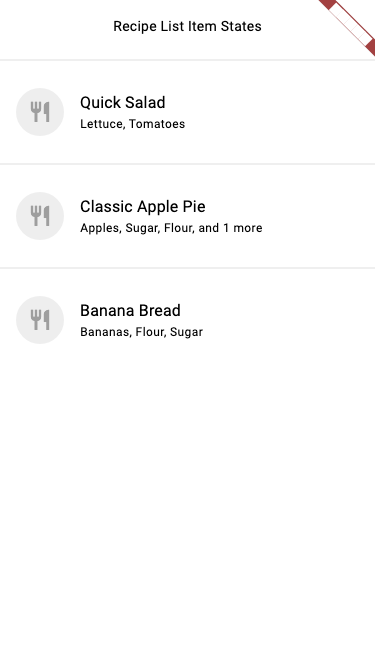 Recipe List Item States
Quick Salad
Lettuce, Tomatoes
Classic Apple Pie
Apples, Sugar, Flour, and 1 more
Banana Bread
Bananas, Flour, Sugar